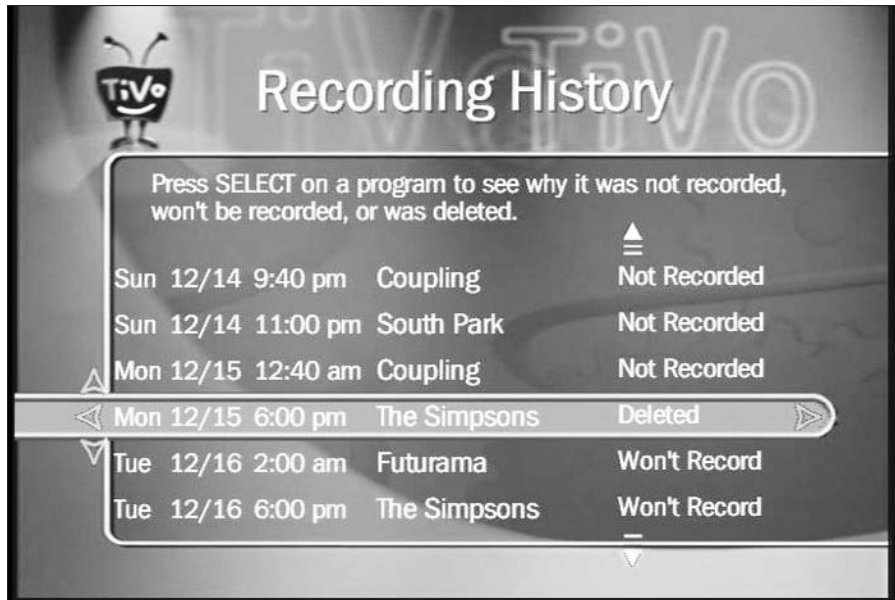 TiVo TiVo
TiVo
Recording History
Press SELECT on a program to see why it was not recorded,
won't be recorded, or was deleted.
Sun 12/14 9:40 pm Coupling Not Recorded
Sun 12/14 11:00 pm South Park Not Recorded
Mon 12/15 12:40 am Coupling Not Recorded
Mon 12/15 6:00 pm The Simpsons Deleted
Tue 12/16 2:00 am Futurama Won't Record
Tue 12/16 6:00 pm The Simpsons Won't Record